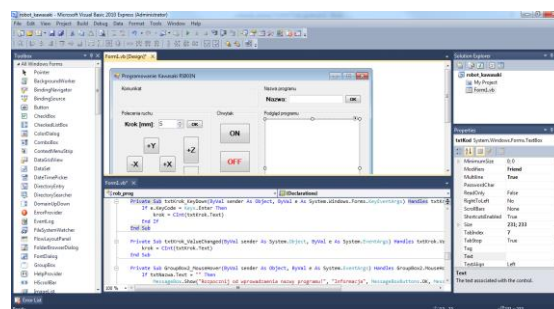 robot_kawasaki - Microsoft Visual Basic 2010 Express (Administrator)
File Edit View Project Build Debug Data Format Tools Window Help
Toolbox
All Windows Forms
Pointer
BackgroundWorker
BindingNavigator
BindingSource
Button
CheckBox
CheckedListBox
ColorDialog
ComboBox
ContextMenuStrip
DataGridView
DataSet
DateTimePicker
DirectoryEntry
DirectorySearcher
DomainUpDown
ErrorProvider
EventLog
FileSystemWatcher
FlowLayoutPanel
FolderBrowserDialog
FontDialog
GroupBox
HelpProvider
HScrollBar
ImageList
Error List
Form1.vb [Design]*
Programowanie Kawasaki RS003N
Komunikat
Nazwa programu
Nazwa:
OK
Polecenia ruchu
Chwytak
Podgląd programu
Krok [mm]: 5
OK
ON
+Y
+Z
-X
+X
OFF
Form1.vb*
(Declarations)
Private Sub txtKrok_KeyDown(ByVal sender As Object, ByVal e As System.Windows.Forms.KeyEventArgs) Handles
If e.KeyCode = Keys.Enter Then
krok = CInt(txtKrok.Text)
End If
End Sub
Private Sub txtKrok_ValueChanged(ByVal sender As System.Object, ByVal e As System.EventArgs) Handles
krok = CInt(txtKrok.Text)
End Sub
Private Sub GroupBox2_MouseHover(ByVal sender As Object, ByVal e As System.EventArgs) Handles
If txtNazwa.Text = "" Then
MessageBox.Show("Rozpocznij od wprowadzenia nazwy programu!", "Informacja", MessageBoxButtons.OK,
100 %
Solution Explorer
robot_kawasaki
My Project
Form1.vb
Properties
txtKod System.Windows.Forms.TextBox
MinimumSize 0; 0
Modifiers Friend
Multiline True
PasswordChar
ReadOnly False
RightToLeft No
ScrollBars None
ShortcutsEnabled True
Size 231; 233
TabIndex 7
TabStop True
Tag
Text
TextAlign Left
Text
The text associated with the control.